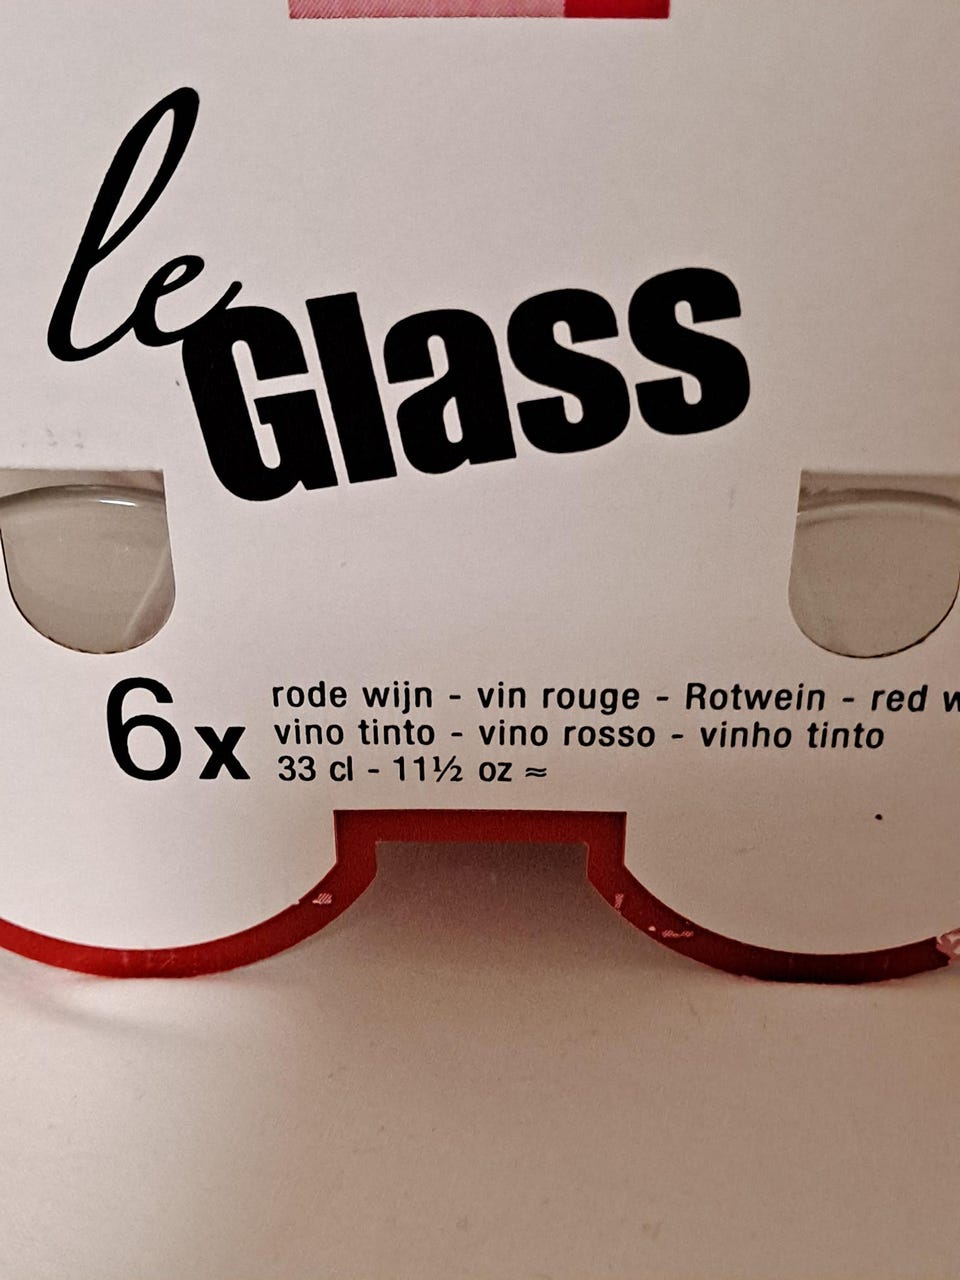 le
Glass
6x
rode wijn - vin rouge - Rotwein - red
vino tinto - vino rosso - vinho tinto
33 cl - 11½ oz ≈